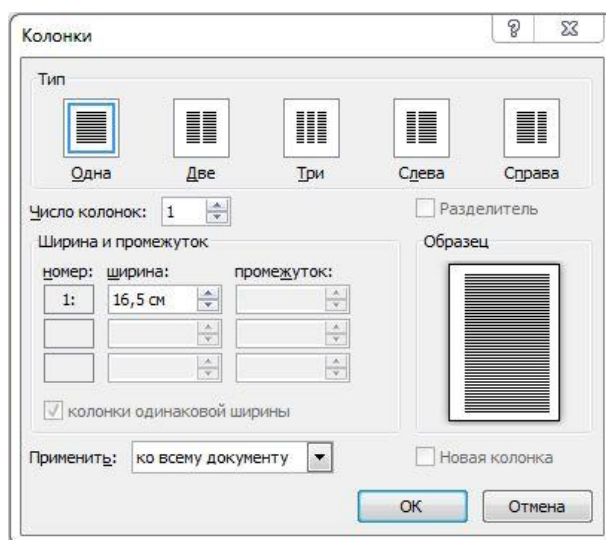 Колонки
Тип
Одна Две Три Слева Справа
Число колонок: 1 Разделитель
Ширина и промежуток Образец
номер: ширина: промежуток:
1: 16,5 см
колонки одинаковой ширины
Применить: ко всему документу Новая колонка
ОК Отмена